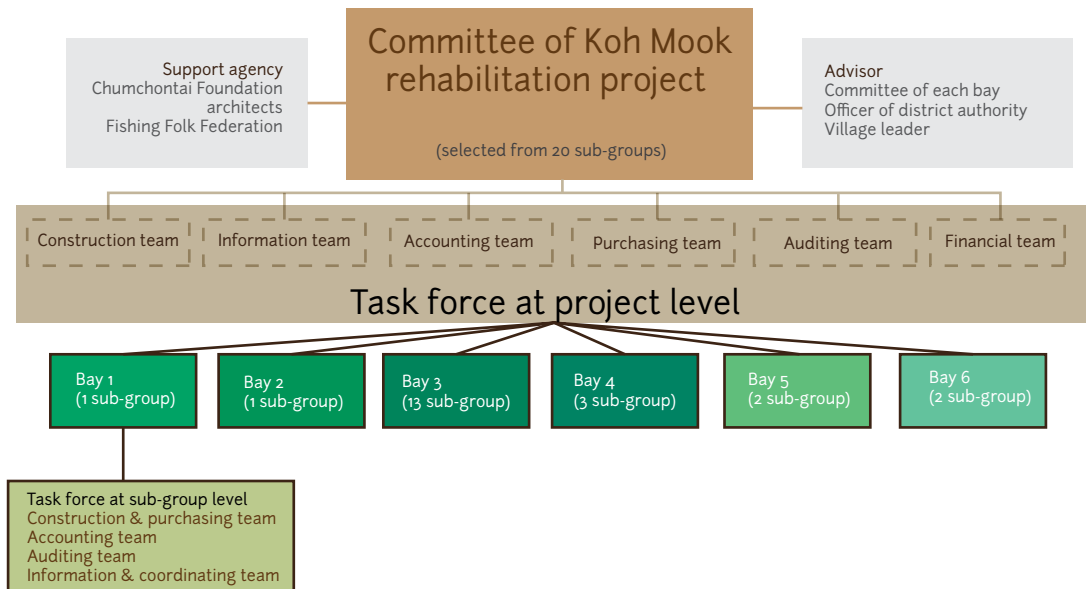 Committee of Koh Mook
rehabilitation project
(selected from 20 sub-groups)
Support agency
Chumchontai Foundation
architects
Fishing Folk Federation
Advisor
Committee of each bay
Officer of district authority
Village leader
Construction team
Information team
Accounting team
Purchasing team
Auditing team
Financial team
Task force at project level
Bay 1
(1 sub-group)
Bay 2
(1 sub-group)
Bay 3
(13 sub-group)
Bay 4
(3 sub-group)
Bay 5
(2 sub-group)
Bay 6
(2 sub-group)
Task force at sub-group level
Construction & purchasing team
Accounting team
Auditing team
Information & coordinating team